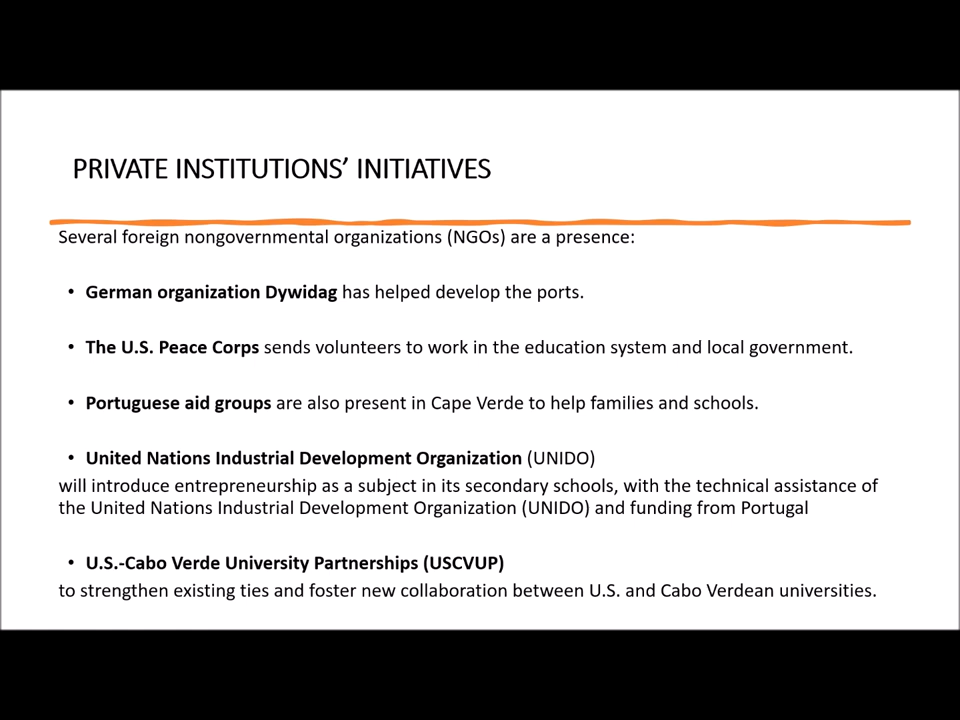 PRIVATE INSTITUTIONS’ INITIATIVES
Several foreign nongovernmental organizations (NGOs) are a presence:
• German organization Dywidag has helped develop the ports.
• The U.S. Peace Corps sends volunteers to work in the education system and local government.
• Portuguese aid groups are also present in Cape Verde to help families and schools.
• United Nations Industrial Development Organization (UNIDO)
will introduce entrepreneurship as a subject in its secondary schools, with the technical assistance of
the United Nations Industrial Development Organization (UNIDO) and funding from Portugal
• U.S.-Cabo Verde University Partnerships (USCVUP)
to strengthen existing ties and foster new collaboration between U.S. and Cabo Verdean universities.